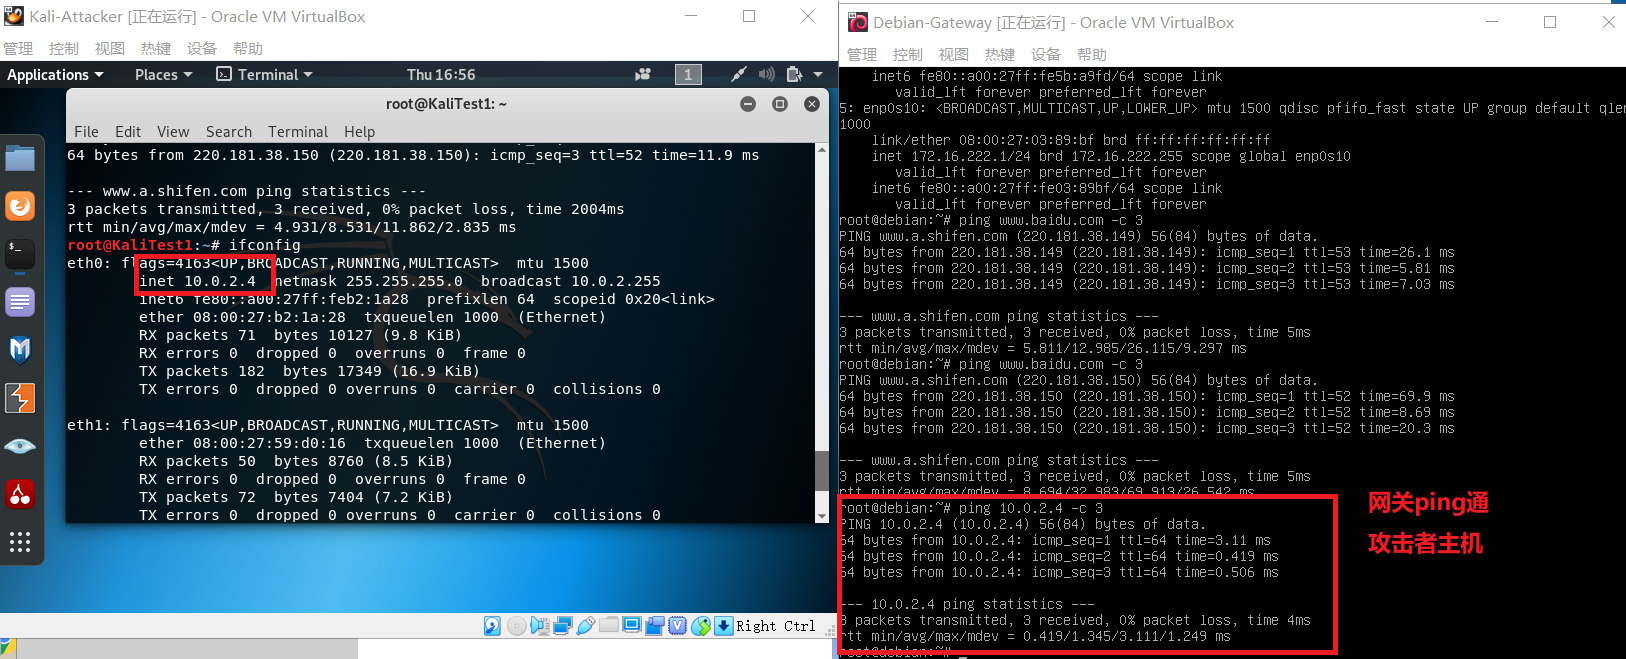 Kali-Attacker [正在运行] - Oracle VM VirtualBox
管理 控制 视图 热键 设备 帮助
Applications Places Terminal Thu 16:56 1
root@KaliTest1: ~
File Edit View Search Terminal Help
64 bytes from 220.181.38.150 (220.181.38.150): icmp_seq=3 ttl=52 time=11.9 ms
--- www.a.shifen.com ping statistics ---
3 packets transmitted, 3 received, 0% packet loss, time 2004ms
rtt min/avg/max/mdev = 4.931/8.531/11.862/2.835 ms
root@KaliTest1:~# ifconfig
eth0: flags=4163<UP,BROADCAST,RUNNING,MULTICAST>  mtu 1500
inet 10.0.2.4  netmask 255.255.255.0  broadcast 10.0.2.255
inet6 fe80::a00:27ff:feb2:1a28  prefixlen 64  scopeid 0x20<link>
ether 08:00:27:b2:1a:28  txqueuelen 1000  (Ethernet)
RX packets 71  bytes 10127 (9.8 KiB)
RX errors 0  dropped 0  overruns 0  frame 0
TX packets 182  bytes 17349 (16.9 KiB)
TX errors 0  dropped 0 overruns 0  carrier 0  collisions 0
eth1: flags=4163<UP,BROADCAST,RUNNING,MULTICAST>  mtu 1500
ether 08:00:27:59:d0:16  txqueuelen 1000  (Ethernet)
RX packets 50  bytes 8760 (8.5 KiB)
RX errors 0  dropped 0  overruns 0  frame 0
TX packets 72  bytes 7404 (7.2 KiB)
TX errors 0  dropped 0 overruns 0  carrier 0  collisions 0
Right Ctrl
Debian-Gateway [正在运行] - Oracle VM VirtualBox
管理 控制 视图 热键 设备 帮助
inet6 fe80::a00:27ff:fe5b:a9fd/64 scope link
valid_lft forever preferred_lft forever
5: enp0s10: <BROADCAST,MULTICAST,UP,LOWER_UP> mtu 1500 qdisc pfifo_fast state UP group default qlen
1000
link/ether 08:00:27:03:89:bf brd ff:ff:ff:ff:ff:ff
inet 172.16.222.1/24 brd 172.16.222.255 scope global enp0s10
valid_lft forever preferred_lft forever
inet6 fe80::a00:27ff:fe03:89bf/64 scope link
valid_lft forever preferred_lft forever
root@debian:~# ping www.baidu.com -c 3
PING www.a.shifen.com (220.181.38.149) 56(84) bytes of data.
64 bytes from 220.181.38.149 (220.181.38.149): icmp_seq=1 ttl=53 time=26.1 ms
64 bytes from 220.181.38.149 (220.181.38.149): icmp_seq=2 ttl=53 time=5.81 ms
64 bytes from 220.181.38.149 (220.181.38.149): icmp_seq=3 ttl=53 time=7.03 ms
--- www.a.shifen.com ping statistics ---
3 packets transmitted, 3 received, 0% packet loss, time 5ms
rtt min/avg/max/mdev = 5.811/12.985/26.115/9.297 ms
root@debian:~# ping www.baidu.com -c 3
PING www.a.shifen.com (220.181.38.150) 56(84) bytes of data.
64 bytes from 220.181.38.150 (220.181.38.150): icmp_seq=1 ttl=52 time=69.9 ms
64 bytes from 220.181.38.150 (220.181.38.150): icmp_seq=2 ttl=52 time=8.69 ms
64 bytes from 220.181.38.150 (220.181.38.150): icmp_seq=3 ttl=52 time=20.3 ms
--- www.a.shifen.com ping statistics ---
3 packets transmitted, 3 received, 0% packet loss, time 5ms
rtt min/avg/max/mdev = 8.694/32.983/69.913/26.542 ms
root@debian:~# ping 10.0.2.4 -c 3
PING 10.0.2.4 (10.0.2.4) 56(84) bytes of data.
64 bytes from 10.0.2.4: icmp_seq=1 ttl=64 time=3.11 ms
64 bytes from 10.0.2.4: icmp_seq=2 ttl=64 time=0.419 ms
64 bytes from 10.0.2.4: icmp_seq=3 ttl=64 time=0.506 ms
--- 10.0.2.4 ping statistics ---
3 packets transmitted, 3 received, 0% packet loss, time 4ms
rtt min/avg/max/mdev = 0.419/1.345/3.111/1.249 ms
root@debian:~#
网关ping通
攻击者主机